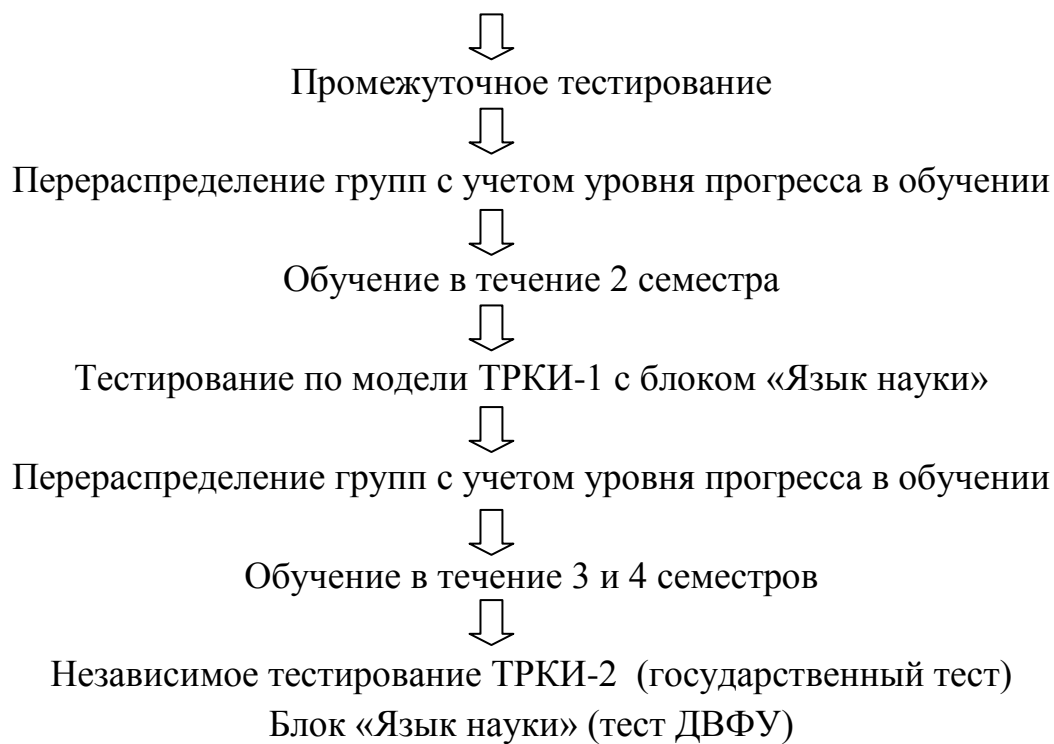 Промежуточное тестирование
Перераспределение групп с учетом уровня прогресса в обучении
Обучение в течение 2 семестра
Тестирование по модели ТРКИ-1 с блоком «Язык науки»
Перераспределение групп с учетом уровня прогресса в обучении
Обучение в течение 3 и 4 семестров
Независимое тестирование ТРКИ-2 (государственный тест)
Блок «Язык науки» (тест ДВФУ)